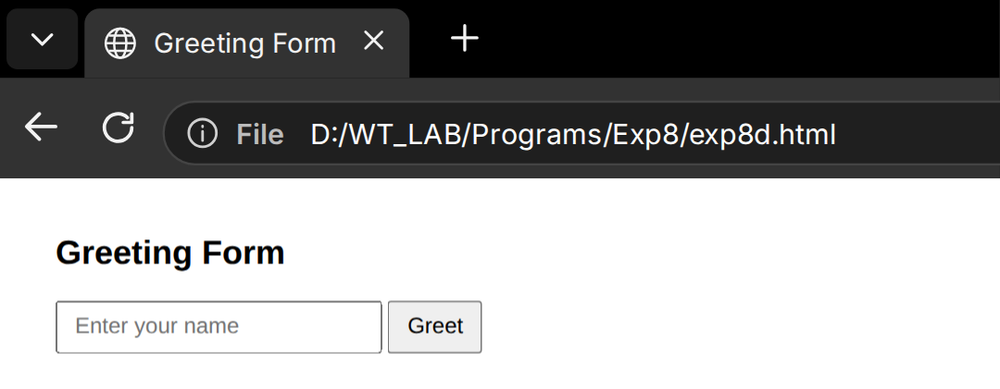 Greeting Form
File D:/WT_LAB/Programs/Exp8/exp8d.html
Greeting Form
Enter your name Greet